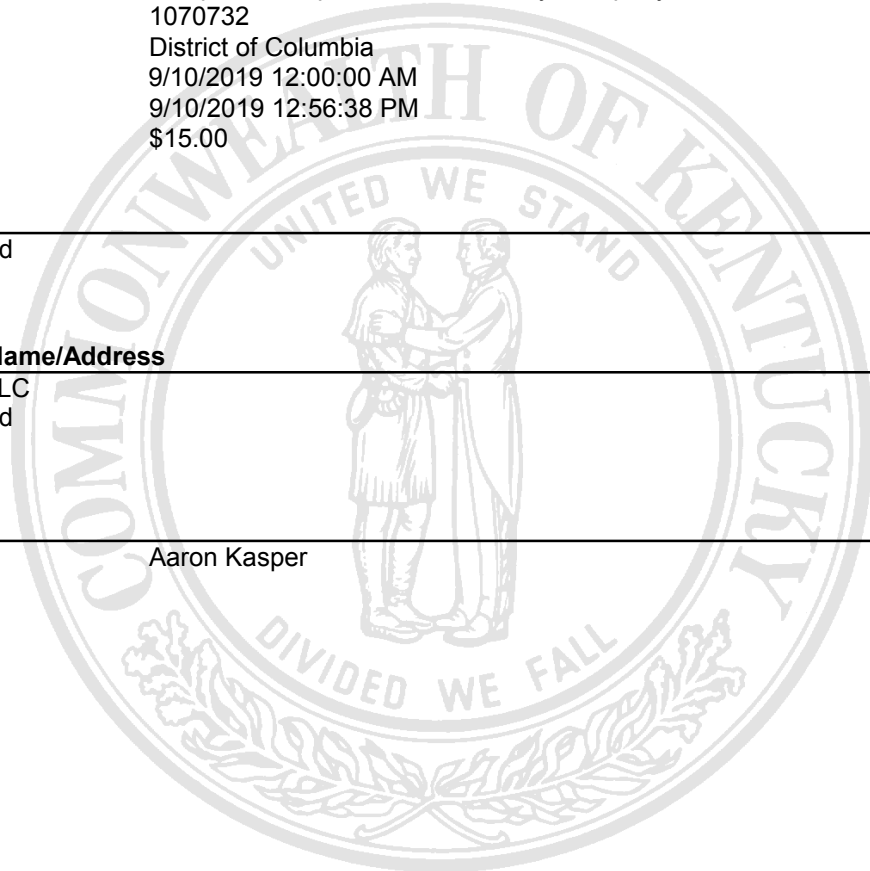 1070732
District of Columbia
9/10/2019 12:00:00 AM
9/10/2019 12:56:38 PM
$15.00
COMMONWEALTH OF KENTUCKY
UNITED WE STAND
d
lame/Address
LC
d
Aaron Kasper
DIVIDED WE FALL